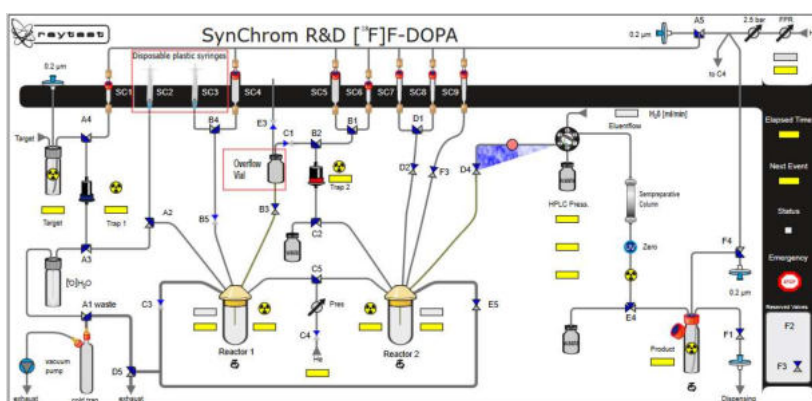 raytest
SynChrom R&D [18F]F-DOPA
A5
2.5 bar
FPR
0.2 µm
to C4
Disposable plastic syringes
0.2 µm
SC1
SC2
SC3
SC4
SC5
SC6
SC7
SC8
SC9
A4
B4
E3
C1
B2
B1
D1
H2O [ml/min]
Eluentflow
Elapsed Time
Target
Overflow
Vial
D2
F3
D4
Trap 2
HPLC Press.
Semipreparative
Column
Next Event
Target
Trap 1
A2
B5
B3
Status
A3
C2
Zero
F4
Emergency
STOP
[18O]H2O
C5
0.2 µm
Reserved Valves
A1 waste
C3
Pres
E5
E4
F2
C4
F1
Reactor 1
Reactor 2
Product
vacuum
pump
D5
He
F3
exhaust
cold trap
exhaust
Dispensing